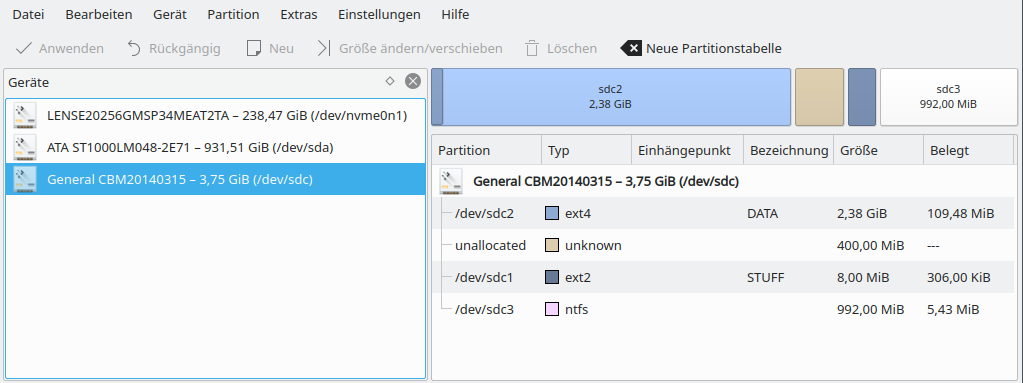 Datei Bearbeiten Gerät Partition Extras Einstellungen Hilfe
Anwenden Rückgängig Neu Größe ändern/verschieben Löschen Neue Partitionstabelle
Geräte
LENSE20256GMSP34MEAT2TA – 238,47 GiB (/dev/nvme0n1)
ATA ST1000LM048-2E71 – 931,51 GiB (/dev/sda)
General CBM20140315 – 3,75 GiB (/dev/sdc)
sdc2
2,38 GiB
sdc3
992,00 MiB
Partition Typ Einhängepunkt Bezeichnung Größe Belegt
General CBM20140315 – 3,75 GiB (/dev/sdc)
/dev/sdc2 ext4 DATA 2,38 GiB 109,48 MiB
unallocated unknown 400,00 MiB ---
/dev/sdc1 ext2 STUFF 8,00 MiB 306,00 KiB
/dev/sdc3 ntfs 992,00 MiB 5,43 MiB